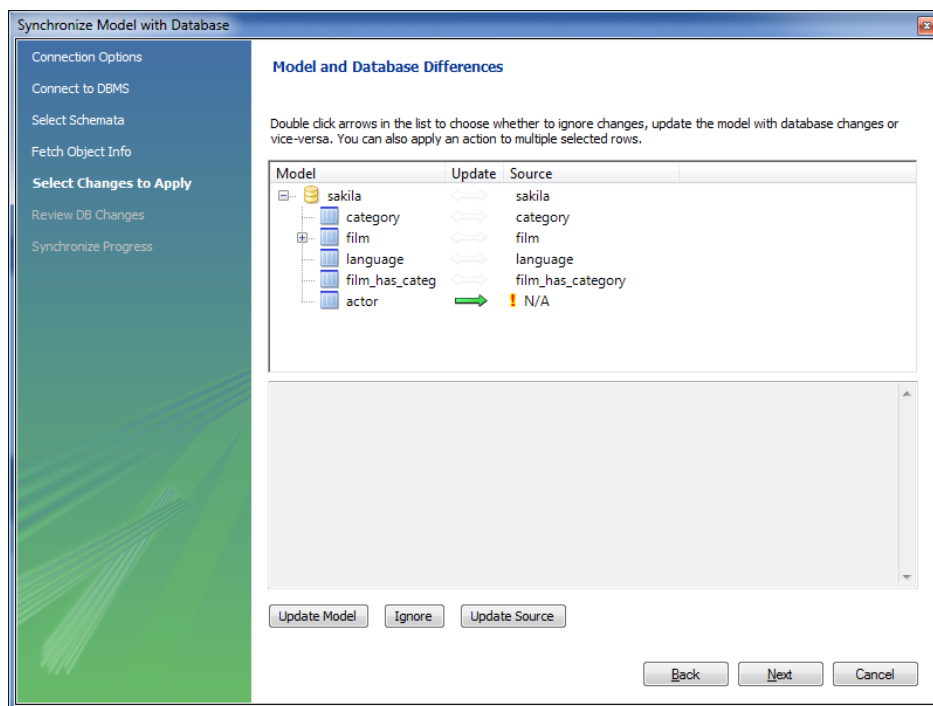 Synchronize Model with Database
Connection Options
Connect to DBMS
Select Schemata
Fetch Object Info
Select Changes to Apply
Review DB Changes
Synchronize Progress
Model and Database Differences
Double click arrows in the list to choose whether to ignore changes, update the model with database changes or
vice-versa. You can also apply an action to multiple selected rows.
Model Update Source
sakila sakila
category category
film film
language language
film_has_categ film_has_category
actor ! N/A
Update Model Ignore Update Source
Back Next Cancel